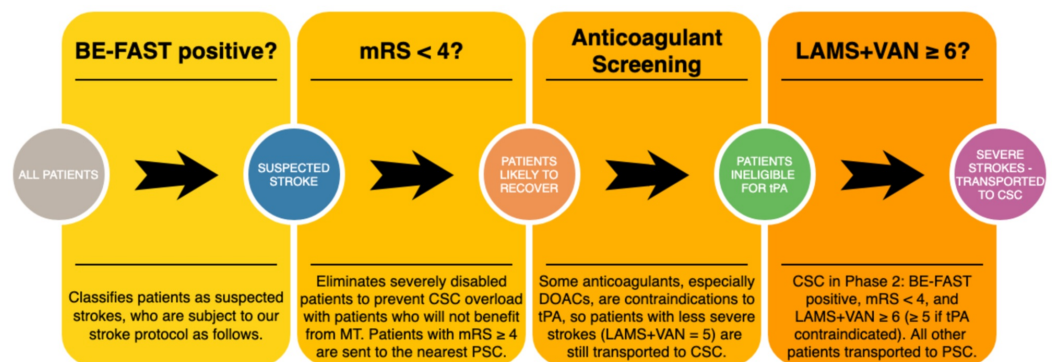 BE-FAST positive?
mRS < 4?
Anticoagulant
Screening
LAMS+VAN ≥ 6?
ALL PATIENTS
SUSPECTED
STROKE
PATIENTS
LIKELY TO
RECOVER
PATIENTS
INELIGIBLE
FOR tPA
SEVERE
STROKES -
TRANSPORTED
TO CSC
Classifies patients as suspected
strokes, who are subject to our
stroke protocol as follows.
Eliminates severely disabled
patients to prevent CSC overload
with patients who will not benefit
from MT. Patients with mRS ≥ 4
are sent to the nearest PSC.
Some anticoagulants, especially
DOACs, are contraindications to
tPA, so patients with less severe
strokes (LAMS+VAN = 5) are
still transported to CSC.
CSC in Phase 2: BE-FAST
positive, mRS < 4, and
LAMS+VAN ≥ 6 (≥ 5 if tPA
contraindicated). All other
patients transported to PSC.